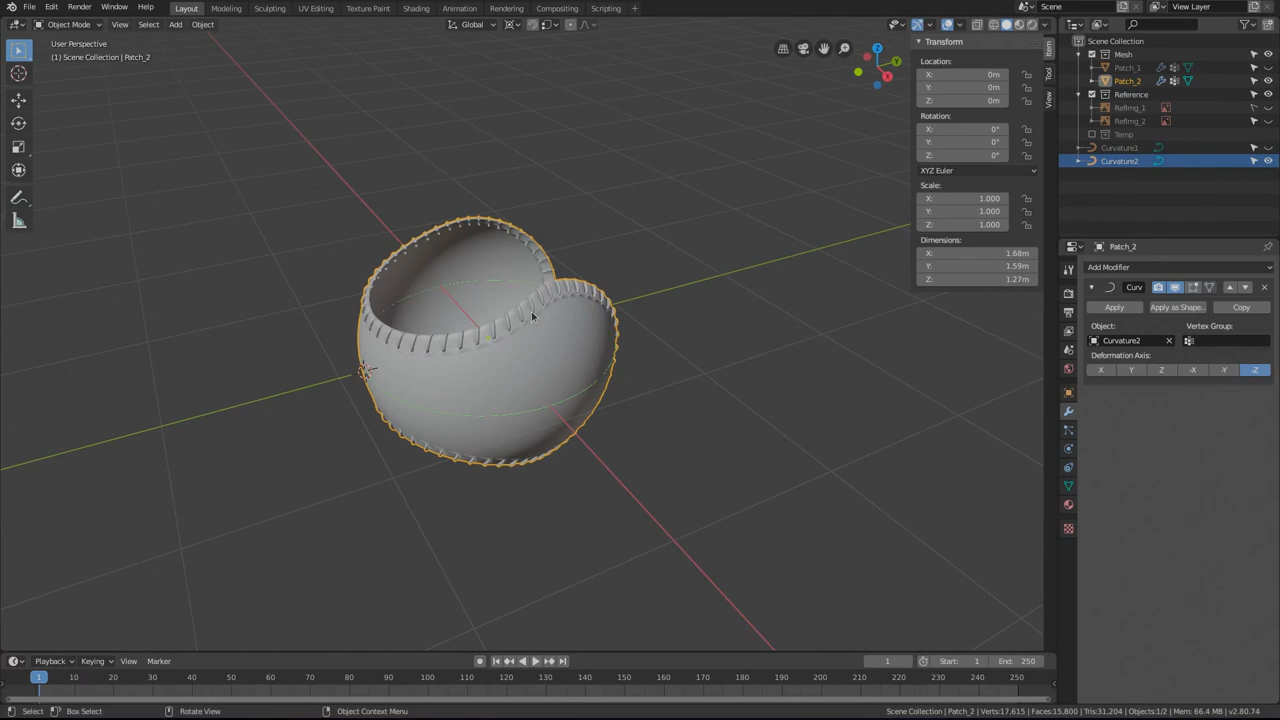 File Edit Render Window Help Layout Modeling Sculpting UV Editing Texture Paint Shading Animation Rendering Compositing Scripting + Scene View Layer
Object Mode View Select Add Object Global
User Perspective
(1) Scene Collection | Patch_2
Transform
Location:
X: 0m
Y: 0m
Z: 0m
Rotation:
X: 0°
Y: 0°
Z: 0°
XYZ Euler
Scale:
X: 1.000
Y: 1.000
Z: 1.000
Dimensions:
X: 1.68m
Y: 1.59m
Z: 1.27m
Item
Tool
View
Z
Y
X
Scene Collection
Mesh
Patch_1
Patch_2
Reference
RefImg_1
RefImg_2
Temp
Curvature1
Curvature2
Patch_2
Add Modifier
Curv
Apply Apply as Shape... Copy
Object: Vertex Group:
Curvature2
Deformation Axis:
X Y Z -X -Y -Z
Playback Keying View Marker 1 Start: 1 End: 250
1 10 20 30 40 50 60 70 80 90 100 110 120 130 140 150 160 170 180 190 200 210 220 230 240 250
Select Box Select Rotate View Object Context Menu Scene Collection | Patch_2 | Verts:17,615 | Faces:15,800 | Tris:31,204 | Objects:1/2 | Mem: 66.4 MB | v2.80.74